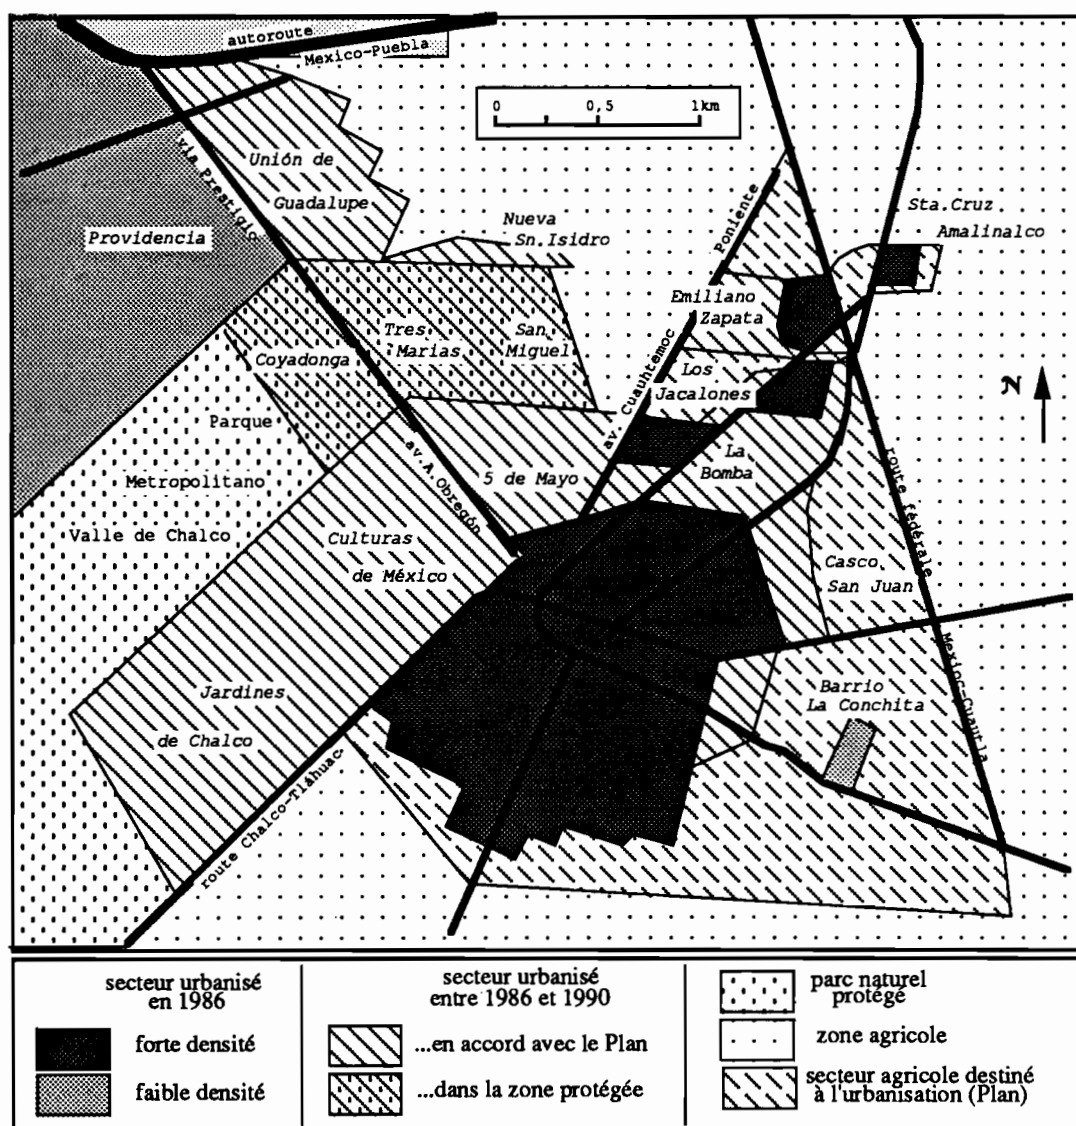 autoroute
Mexico-Puebla
0 0,5 1km
vía Prestigio
Unión de
Guadalupe
Providencia
Nueva
Sn.Isidro
Poniente
Sta.Cruz
Amalinalco
Emiliano
Zapata
Tres
Marias
San
Miguel
Coyadonga
av. Cuauhtemoc
Los
Jacalones
N
Parque
Metropolitano
Valle de Chalco
av.A.Obregón
5 de Mayo
La
Bomba
route fédérale
Culturas
de México
Casco
San Juan
Mexioc-Cuautla
Jardines
de Chalco
Barrio
La Conchita
route Chalco-Tláhuac
secteur urbanisé
en 1986
forte densité
faible densité
secteur urbanisé
entre 1986 et 1990
...en accord avec le Plan
...dans la zone protégée
parc naturel
protégé
zone agricole
secteur agricole destiné
à l'urbanisation (Plan)